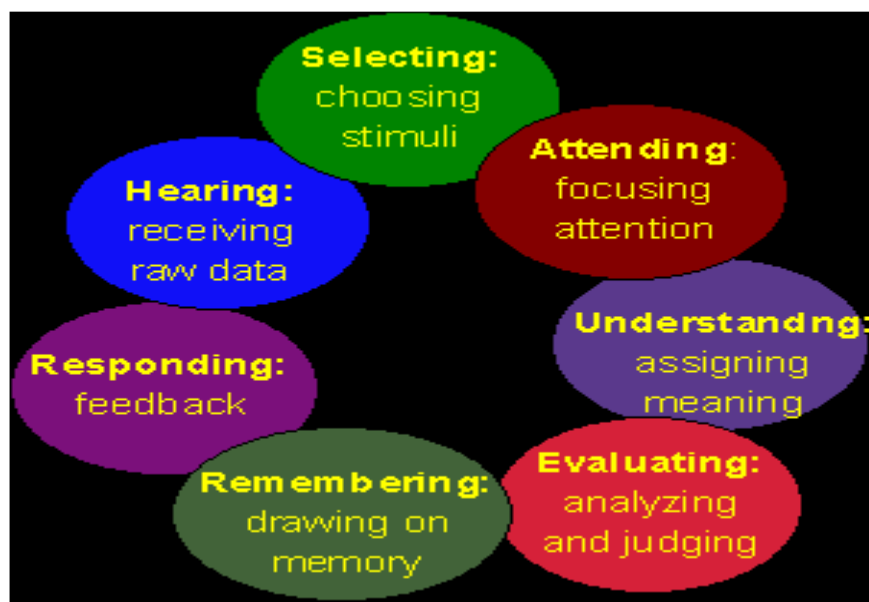 Selecting:
choosing
stimuli
Attending:
focusing
attention
Understandng:
assigning
meaning
Evaluating:
analyzing
and judging
Remembering:
drawing on
memory
Responding:
feedback
Hearing:
receiving
raw data